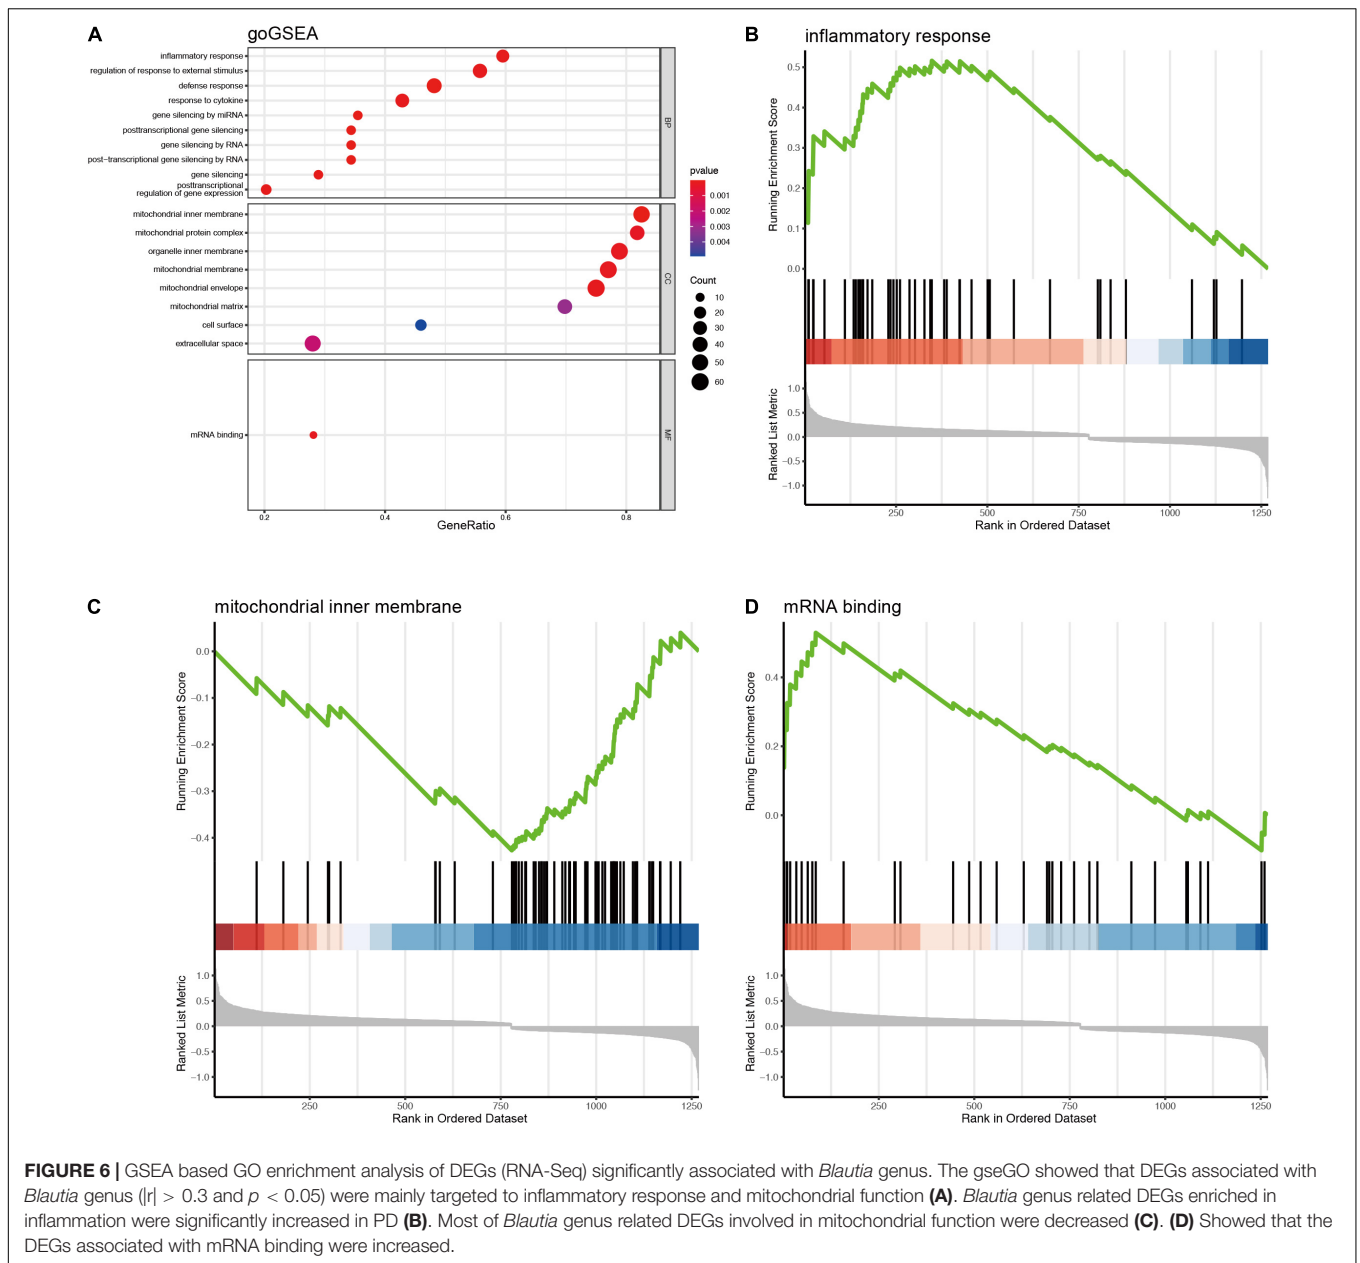 A
goGSEA
inflammatory response
regulation of response to external stimulus
defense response
response to cytokine
gene silencing by miRNA
posttranscriptional gene silencing
gene silencing by RNA
post−transcriptional gene silencing by RNA
gene silencing
posttranscriptional
regulation of gene expression
BP
mitochondrial inner membrane
mitochondrial protein complex
organelle inner membrane
mitochondrial membrane
mitochondrial envelope
mitochondrial matrix
cell surface
extracellular space
CC
mRNA binding
MF
0.2 0.4 0.6 0.8
GeneRatio
pvalue
0.001
0.002
0.003
0.004
Count
10
20
30
40
50
60
B
inflammatory response
Running Enrichment Score
0.5
0.4
0.3
0.2
0.1
0.0
Ranked List Metric
1.0
0.5
0.0
−0.5
−1.0
250 500 750 1000 1250
Rank in Ordered Dataset
C
mitochondrial inner membrane
Running Enrichment Score
0.0
−0.1
−0.2
−0.3
−0.4
Ranked List Metric
1.0
0.5
0.0
−0.5
−1.0
250 500 750 1000 1250
Rank in Ordered Dataset
D
mRNA binding
Running Enrichment Score
0.4
0.2
0.0
Ranked List Metric
1.0
0.5
0.0
−0.5
−1.0
250 500 750 1000 1250
Rank in Ordered Dataset
FIGURE 6 | GSEA based GO enrichment analysis of DEGs (RNA-Seq) significantly associated with Blautia genus. The gseGO showed that DEGs associated with
Blautia genus (|r| > 0.3 and p < 0.05) were mainly targeted to inflammatory response and mitochondrial function (A). Blautia genus related DEGs enriched in
inflammation were significantly increased in PD (B). Most of Blautia genus related DEGs involved in mitochondrial function were decreased (C). (D) Showed that the
DEGs associated with mRNA binding were increased.